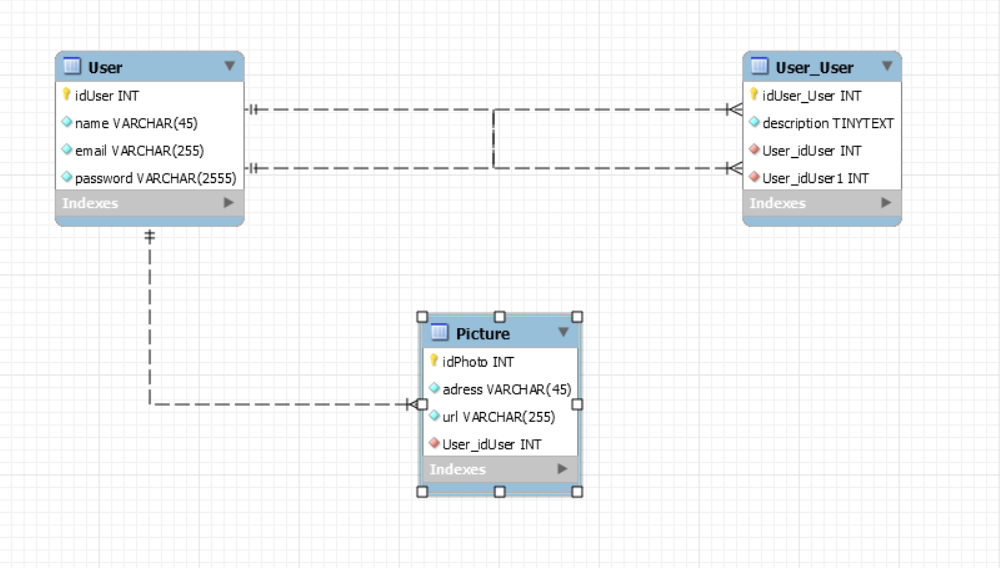 User
idUser INT
name VARCHAR(45)
email VARCHAR(255)
password VARCHAR(2555)
Indexes
User_User
idUser_User INT
description TINYTEXT
User_idUser INT
User_idUser1 INT
Indexes
Picture
idPhoto INT
adress VARCHAR(45)
url VARCHAR(255)
User_idUser INT
Indexes